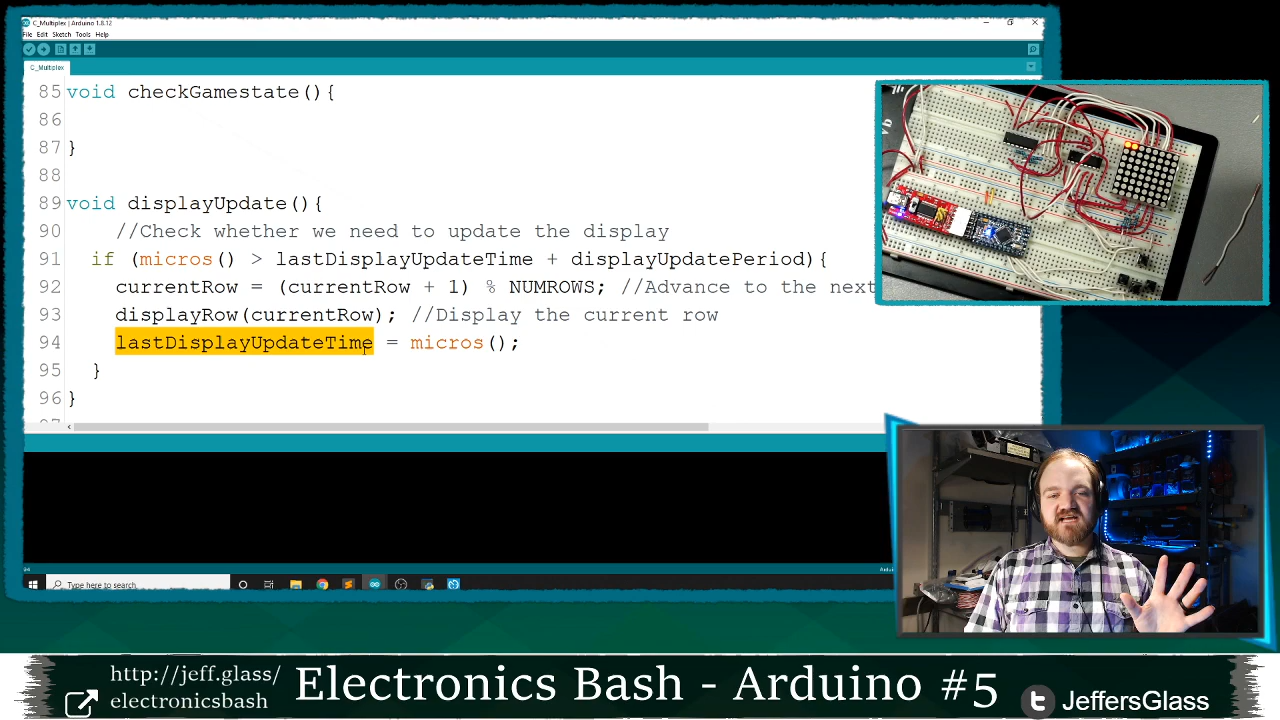 C_Multiplex | Arduino 1.8.12
File Edit Sketch Tools Help
C_Multiplex
85 void checkGamestate(){
86
87 }
88
89 void displayUpdate(){
90 //Check whether we need to update the display
91 if (micros() > lastDisplayUpdateTime + displayUpdatePeriod){
92 currentRow = (currentRow + 1) % NUMROWS; //Advance to the next
93 displayRow(currentRow); //Display the current row
94 lastDisplayUpdateTime = micros();
95 }
96 }
Type here to search
http://jeff.glass/
electronicsbash
Electronics Bash - Arduino #5
JeffersGlass